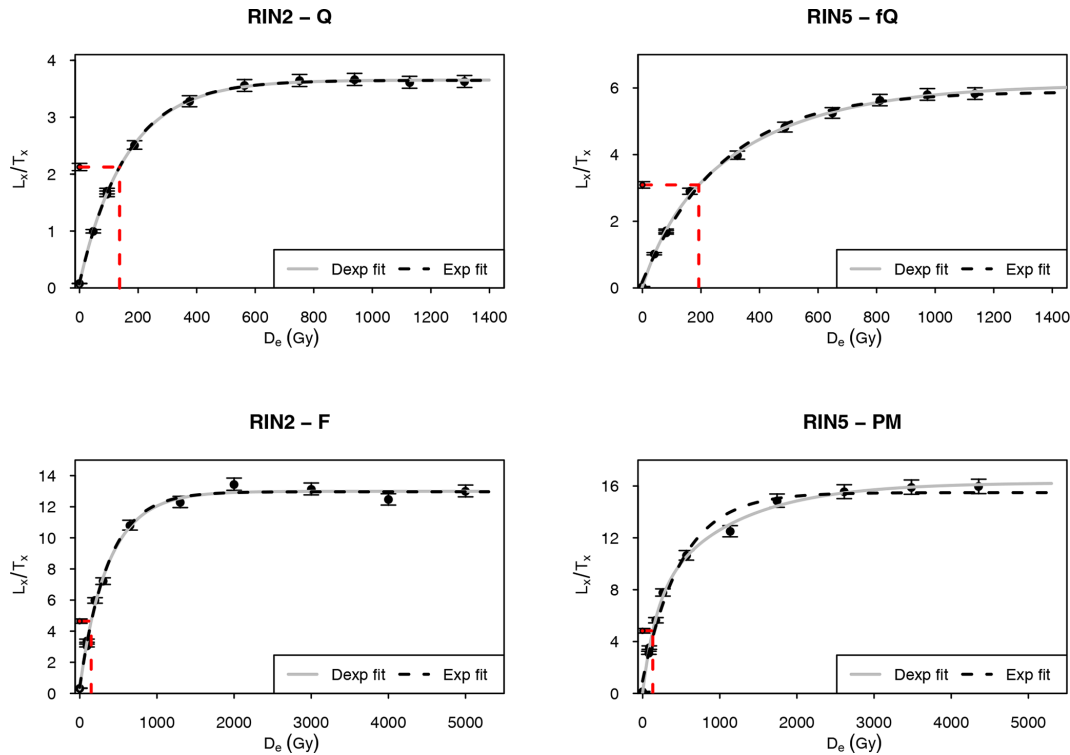 RIN2 – Q
4
3
2
1
0
Lx/Tx
Dexp fit
Exp fit
0 200 400 600 800 1000 1200 1400
De (Gy)
RIN5 – fQ
6
4
2
0
Lx/Tx
Dexp fit
Exp fit
0 200 400 600 800 1000 1200 1400
De (Gy)
RIN2 – F
14
12
10
8
6
4
2
0
Lx/Tx
Dexp fit
Exp fit
0 1000 2000 3000 4000 5000
De (Gy)
RIN5 – PM
16
12
8
4
0
Lx/Tx
Dexp fit
Exp fit
0 1000 2000 3000 4000 5000
De (Gy)